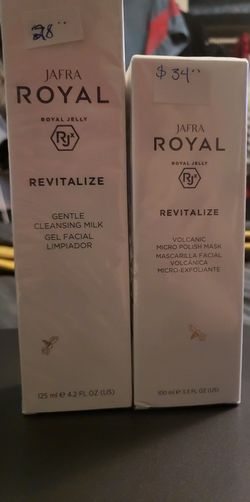 28..
JAFRA
ROYAL
ROYAL JELLY
RJx
REVITALIZE
GENTLE
CLEANSING MILK
GEL FACIAL
LIMPIADOR
125 ml e 4.2 FL OZ (US)
$34..
JAFRA
ROYAL
ROYAL JELLY
RJx
REVITALIZE
VOLCANIC
MICRO POLISH MASK
MASCARILLA FACIAL
VOLCÁNICA
MICRO-EXFOLIANTE
100 ml e 3.3 FL OZ (US)